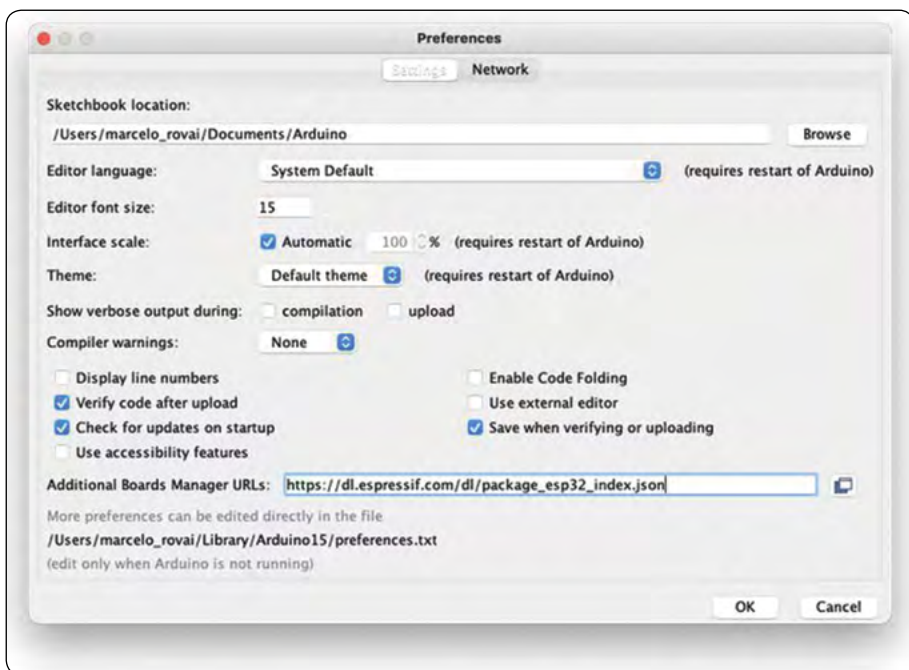 Preferences
Settings Network
Sketchbook location:
/Users/marcelo_rovai/Documents/Arduino Browse
Editor language: System Default (requires restart of Arduino)
Editor font size: 15
Interface scale: Automatic 100 % (requires restart of Arduino)
Theme: Default theme (requires restart of Arduino)
Show verbose output during: compilation upload
Compiler warnings: None
Display line numbers Enable Code Folding
Verify code after upload Use external editor
Check for updates on startup Save when verifying or uploading
Use accessibility features
Additional Boards Manager URLs: https://dl.espressif.com/dl/package_esp32_index.json
More preferences can be edited directly in the file
/Users/marcelo_rovai/Library/Arduino15/preferences.txt
(edit only when Arduino is not running)
OK Cancel